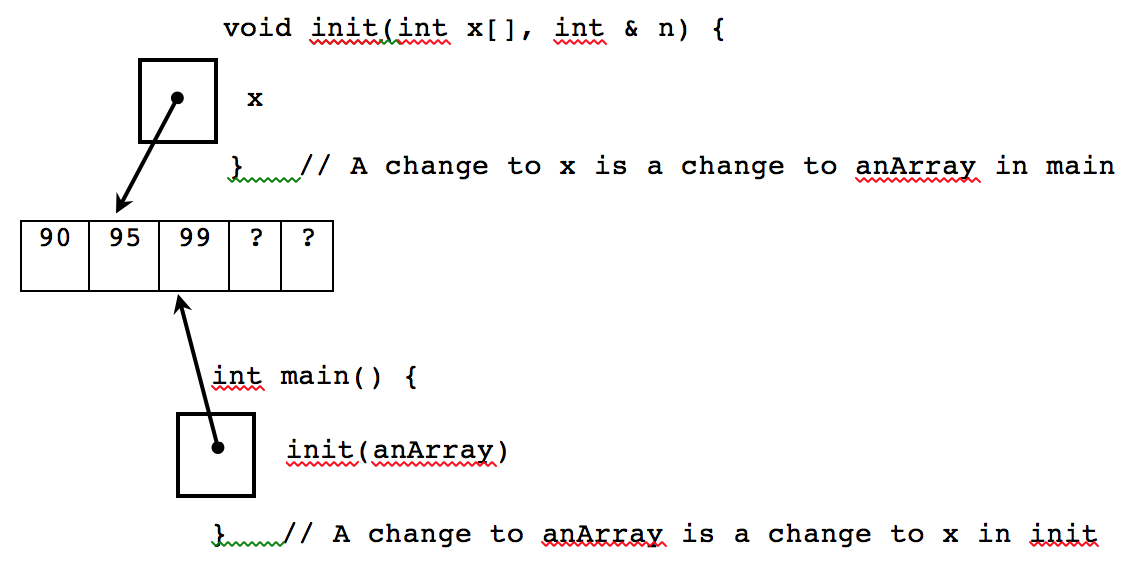 void init(int x[], int & n) {
x
}    // A change to x is a change to anArray in main
90 95 99 ? ?
int main() {
init(anArray)
}    // A change to anArray is a change to x in init